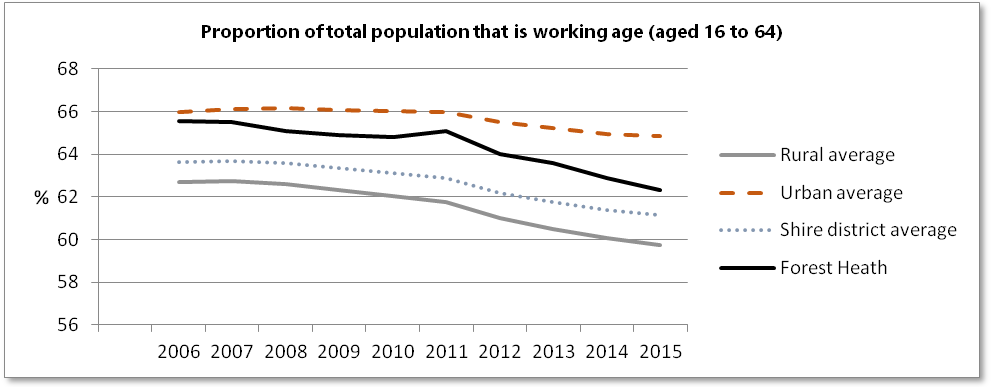 Proportion of total population that is working age (aged 16 to 64)
68
66
64
62
60
58
56
%
2006 2007 2008 2009 2010 2011 2012 2013 2014 2015
Rural average
Urban average
Shire district average
Forest Heath